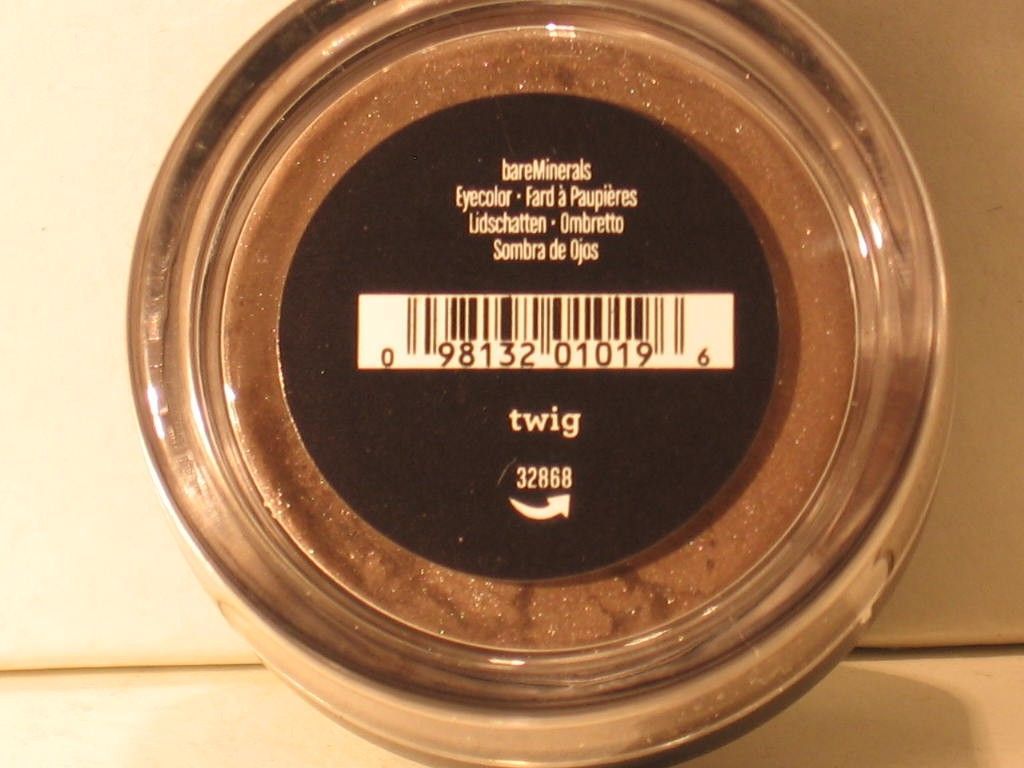 bareMinerals
Eyecolor · Fard à Paupières
Lidschatten · Ombretto
Sombra de Ojos
0 98132 01019 6
twig
32868